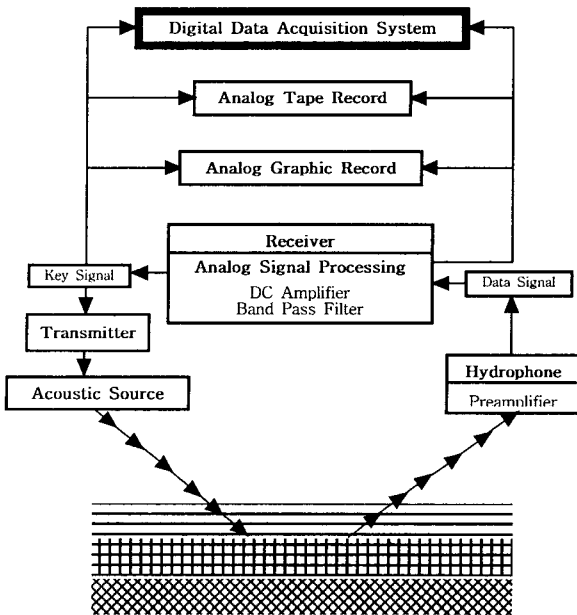 Digital Data Acquisition System
Analog Tape Record
Analog Graphic Record
Receiver
Analog Signal Processing
DC Amplifier
Band Pass Filter
Key Signal
Data Signal
Transmitter
Acoustic Source
Hydrophone
Preamplifier